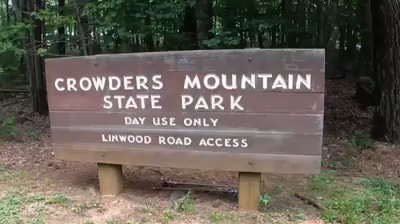 CROWDERS MOUNTAIN
STATE PARK
DAY USE ONLY
LINWOOD ROAD ACCESS